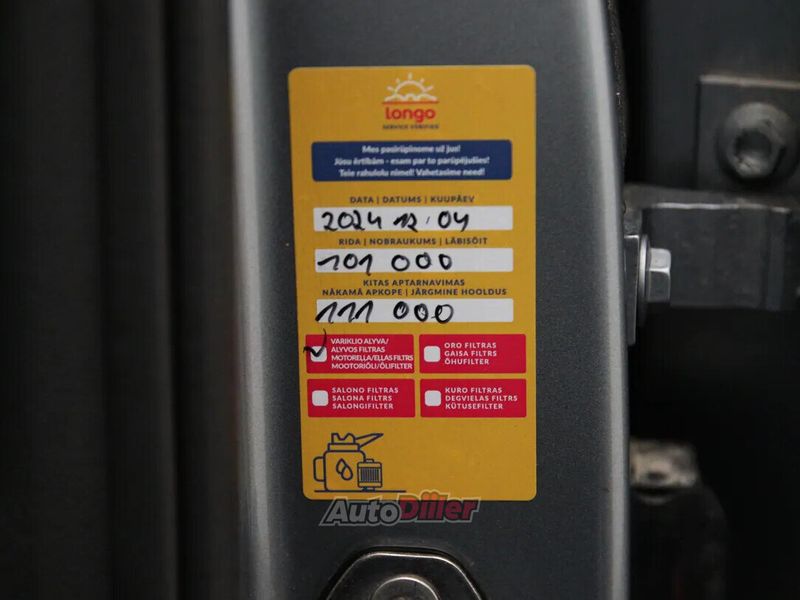 longo
SERVICE VERIFIED
Mes pasirūpinome už jus!
Jūsu ērtībām - esam par to parūpējušies!
Teie rahulolu nimel! Vahetasime need!
DATA | DATUMS | KUUPÄEV
2024 12 / 04
RIDA | NOBRAUKUMS | LÄBISÕIT
101 000
KITAS APTARNAVIMAS
NĀKAMĀ APKOPE | JÄRGMINE HOOLDUS
111 000
VARIKLIO ALYVA/
ALYVOS FILTRAS
MOTORELLA/ELLAS FILTRS
MOOTORIÕLI/ÕLIFILTER
ORO FILTRAS
GAISA FILTRS
ÕHUFILTER
SALONO FILTRAS
SALONA FILTRS
SALONGIFILTER
KURO FILTRAS
DEGVIELAS FILTRS
KÜTUSEFILTER
AutoDiller